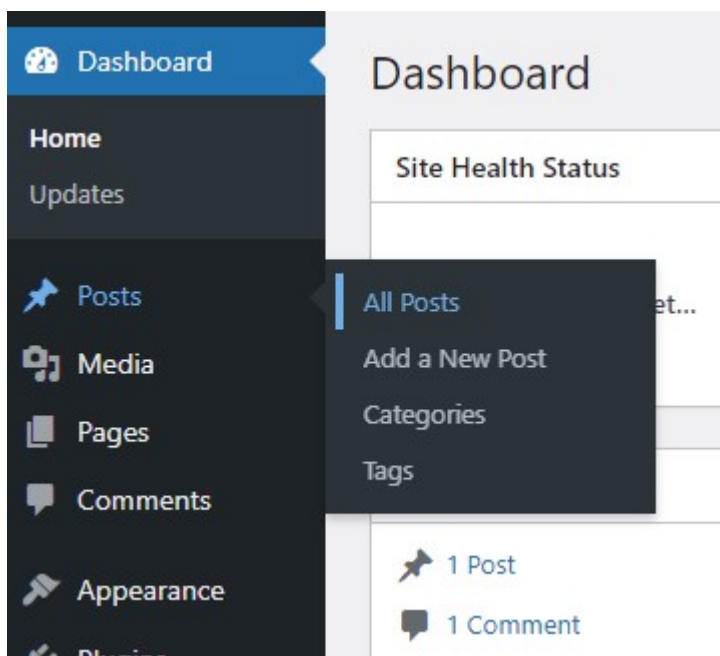 Dashboard
Home
Updates
Posts
Media
Pages
Comments
Appearance
Plugins
Dashboard
Site Health Status
All Posts
Add a New Post
Categories
Tags
1 Post
1 Comment